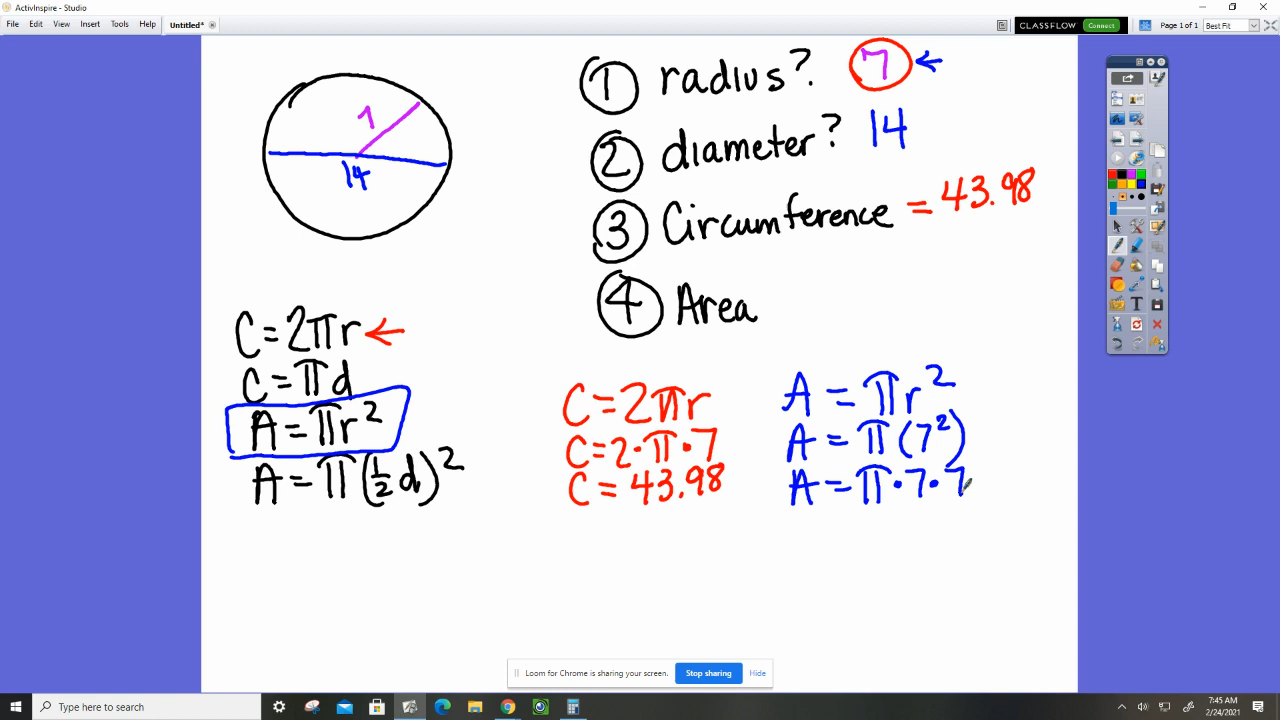 ActivInspire - Studio
File Edit View Insert Tools Help Untitled*
CLASSFLOW Connect Page 1 of 1 Best Fit
① radius? 7 ←
② diameter? 14
③ Circumference = 43.98
④ Area
7
14
C = 2πr ←
C = πd
A = πr²
A = π(½d)²
C = 2πr
C = 2·π·7
C = 43.98
A = πr²
A = π(7²)
A = π·7·7
T
Loom for Chrome is sharing your screen. Stop sharing Hide
Type here to search
7:45 AM
2/24/2021